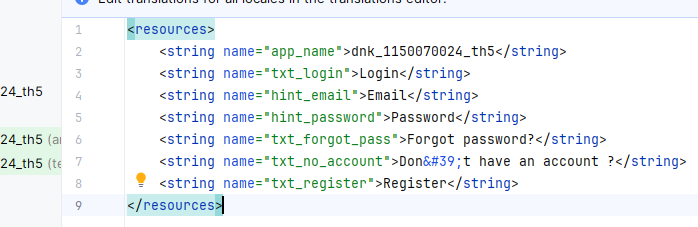 Edit translations for all locales in the translations editor.
1 <resources>
2 <string name="app_name">dnk_1150070024_th5</string>
3 <string name="txt_login">Login</string>
4 <string name="hint_email">Email</string>
24_th5
5 <string name="hint_password">Password</string>
24_th5 (a
6 <string name="txt_forgot_pass">Forgot password?</string>
24_th5 (te
7 <string name="txt_no_account">Don&#39;t have an account ?</string>
8 <string name="txt_register">Register</string>
9 </resources>